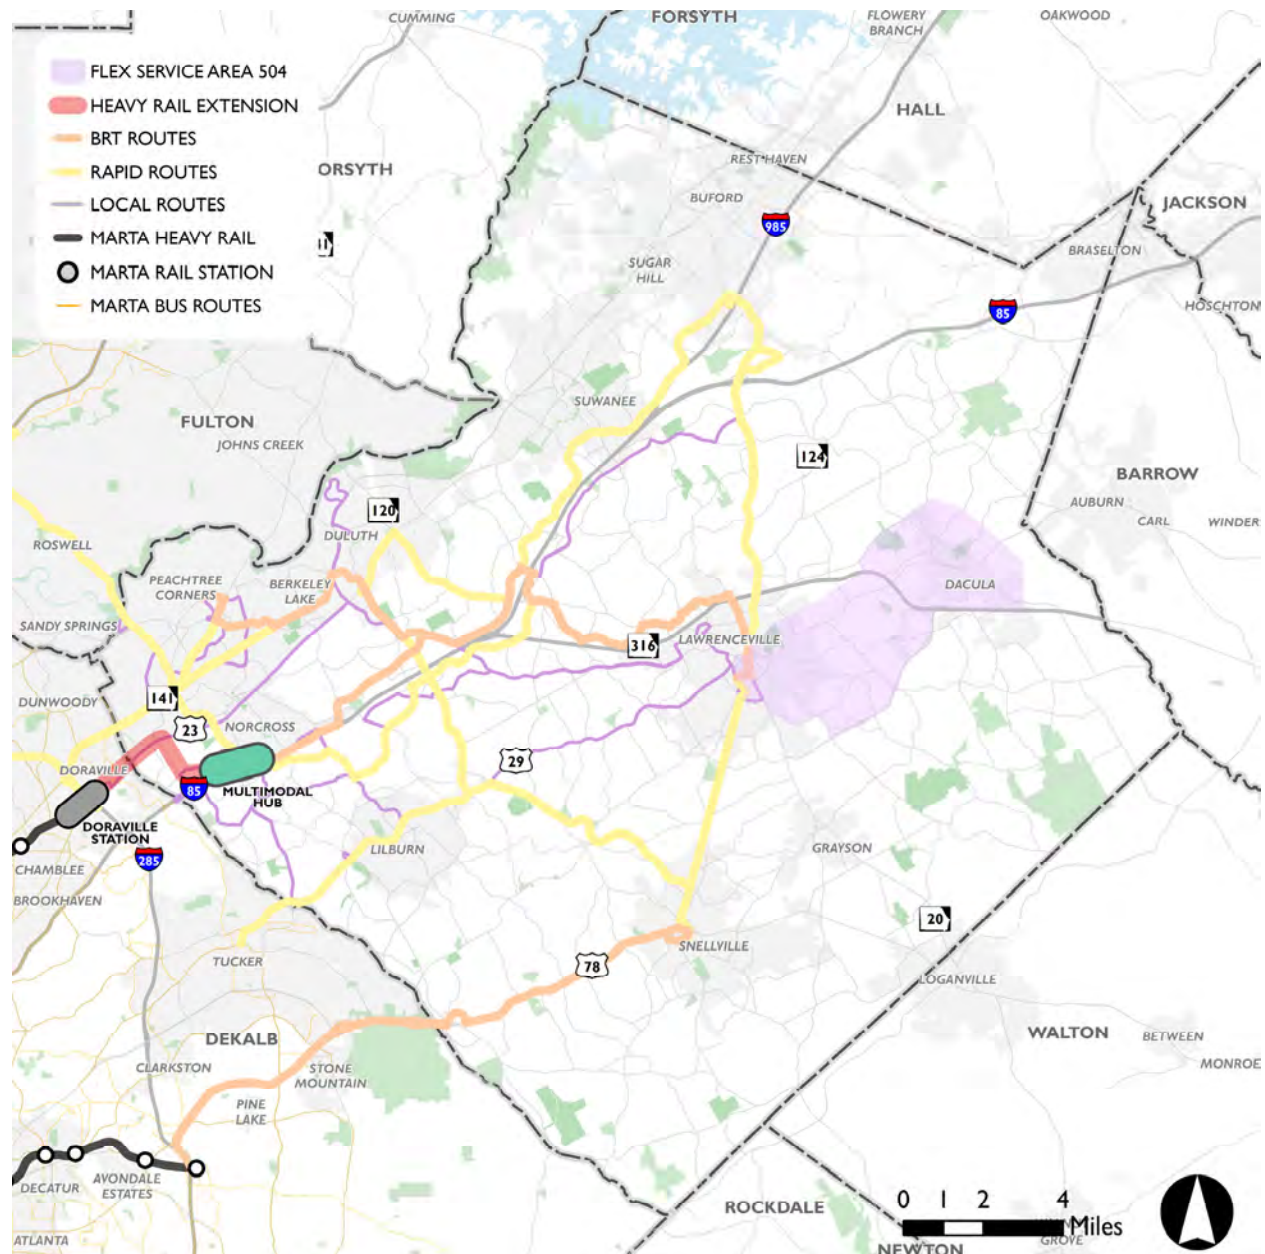 CUMMING
FORSYTH
FLOWERY
BRANCH
OAKWOOD
FLEX SERVICE AREA 504
HEAVY RAIL EXTENSION
BRT ROUTES
RAPID ROUTES
LOCAL ROUTES
MARTA HEAVY RAIL
MARTA RAIL STATION
MARTA BUS ROUTES
HALL
ORSYTH
REST HAVEN
BUFORD
985
JACKSON
BRASELTON
SUGAR
HILL
HOSCHTON
85
SUWANEE
FULTON
JOHNS CREEK
124
BARROW
AUBURN
CARL
WINDER
120
DULUTH
ROSWELL
PEACHTREE
CORNERS
BERKELEY
LAKE
DACULA
SANDY SPRINGS
316
LAWRENCEVILLE
DUNWOODY
141
23
NORCROSS
29
DORAVILLE
85
MULTIMODAL
HUB
DORAVILLE
STATION
285
LILBURN
GRAYSON
CHAMBLEE
BROOKHAVEN
20
SNELLVILLE
TUCKER
78
LOGANVILLE
DEKALB
WALTON
BETWEEN
MONROE
CLARKSTON
STONE
MOUNTAIN
PINE
LAKE
DECATUR
AVONDALE
ESTATES
ROCKDALE
0 1 2 4
Miles
GROVE
ATLANTA
NEWTON